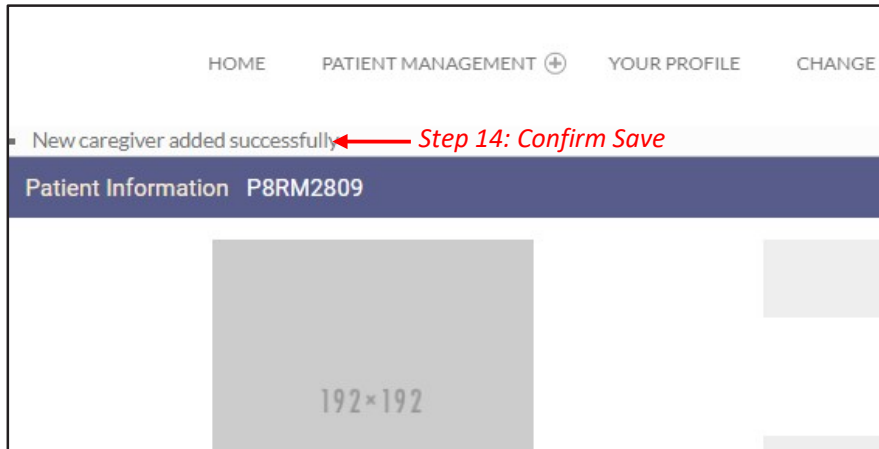 HOME PATIENT MANAGEMENT YOUR PROFILE CHANGE
New caregiver added successfully Step 14: Confirm Save
Patient Information P8RM2809
192×192